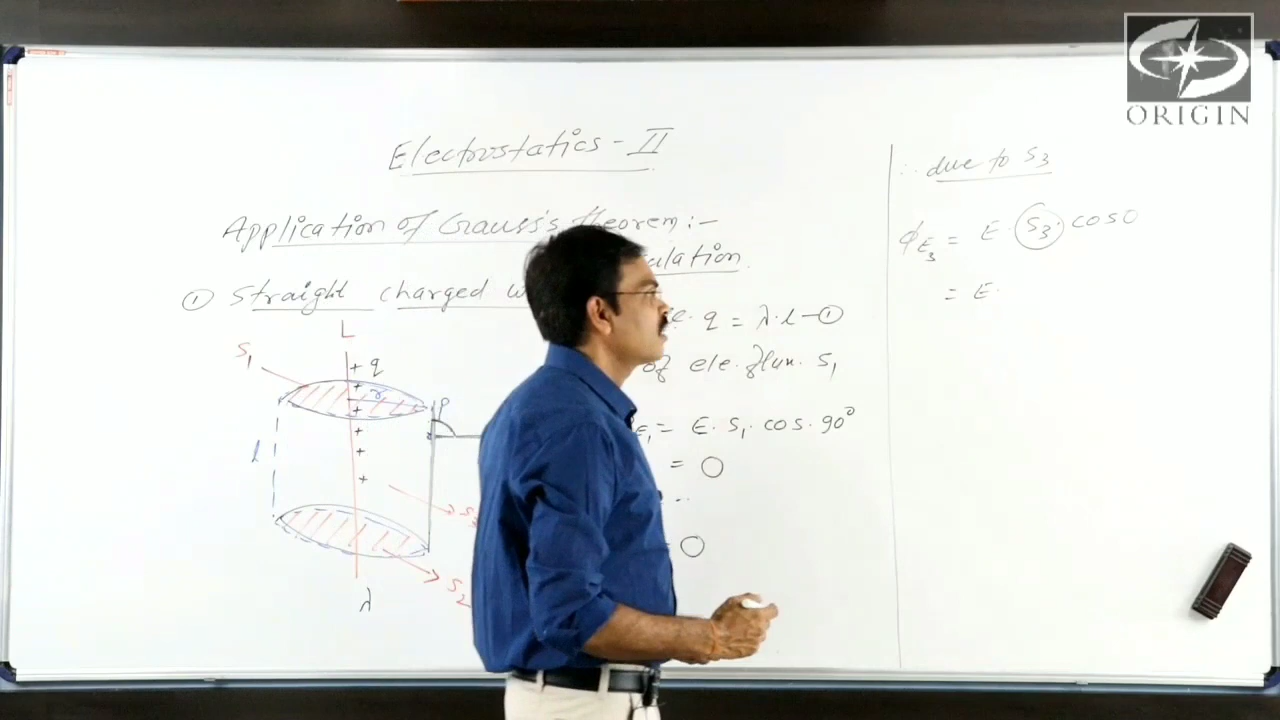 ORIGIN
Electrostatics - II
Application of Gauss's theorem :-
① Straight charged
L
S₁
+ q
r
P
l
S₂
λ
q = λ.l —①
of ele. flux. S₁
E₁ = E. S₁ cos. 90°
= 0
0
∴ due to S₃
ϕE₃ = E. S₃. cos0
= E.